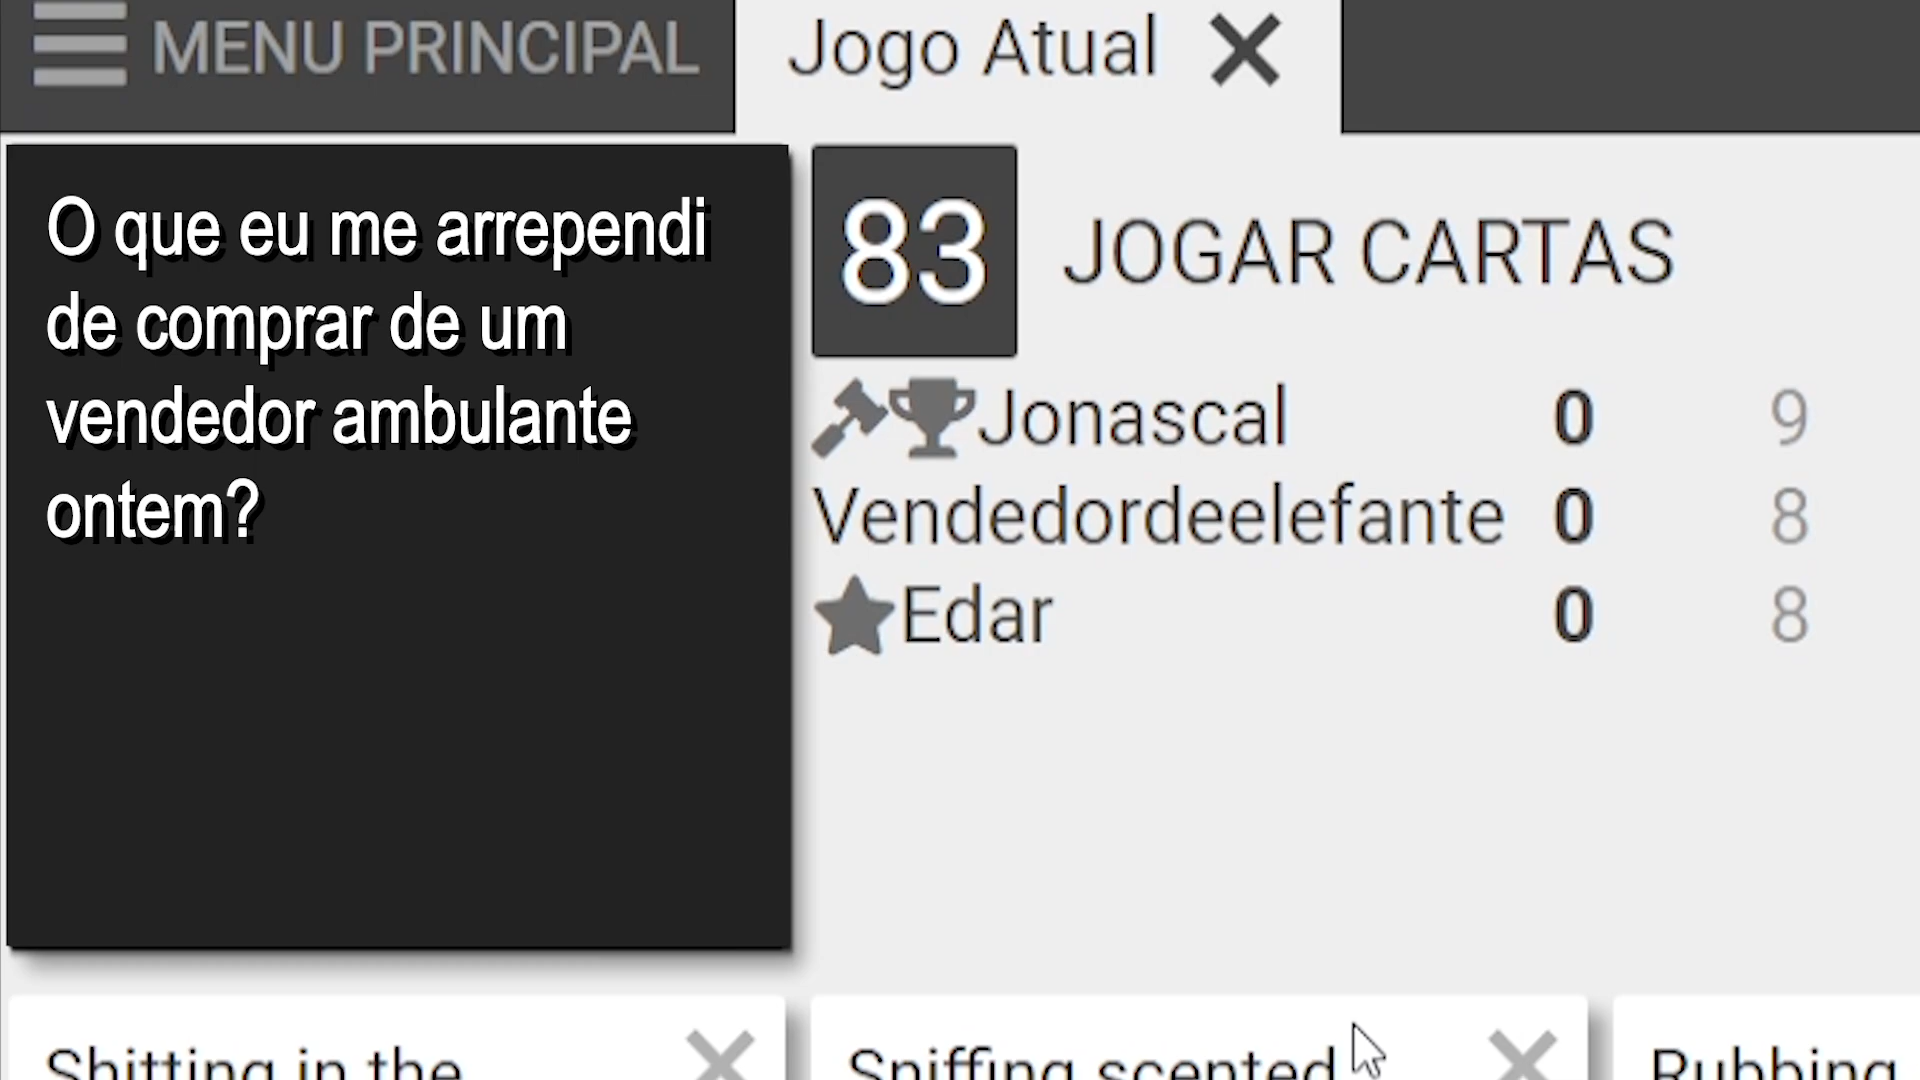 MENU PRINCIPAL
Jogo Atual
O que eu me arrependi
de comprar de um
vendedor ambulante
ontem?
83
JOGAR CARTAS
Jonascal 0 9
Vendedordeelefante 0 8
Edar 0 8
Shitting in the
Sniffing scented
Rubbing